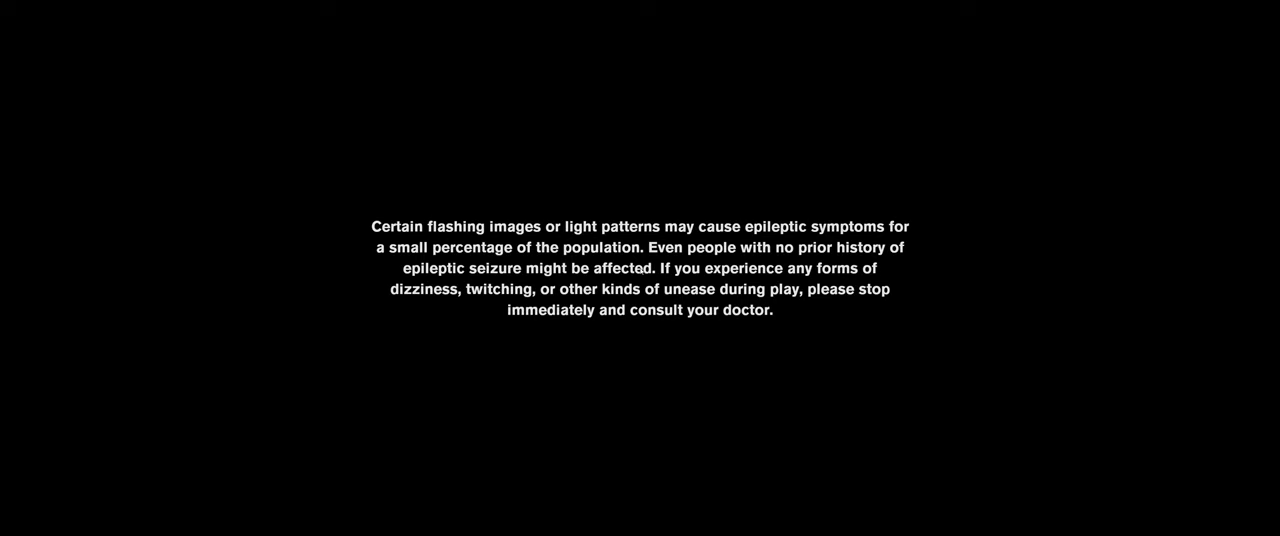 Certain flashing images or light patterns may cause epileptic symptoms for
a small percentage of the population. Even people with no prior history of
epileptic seizure might be affected. If you experience any forms of
dizziness, twitching, or other kinds of unease during play, please stop
immediately and consult your doctor.